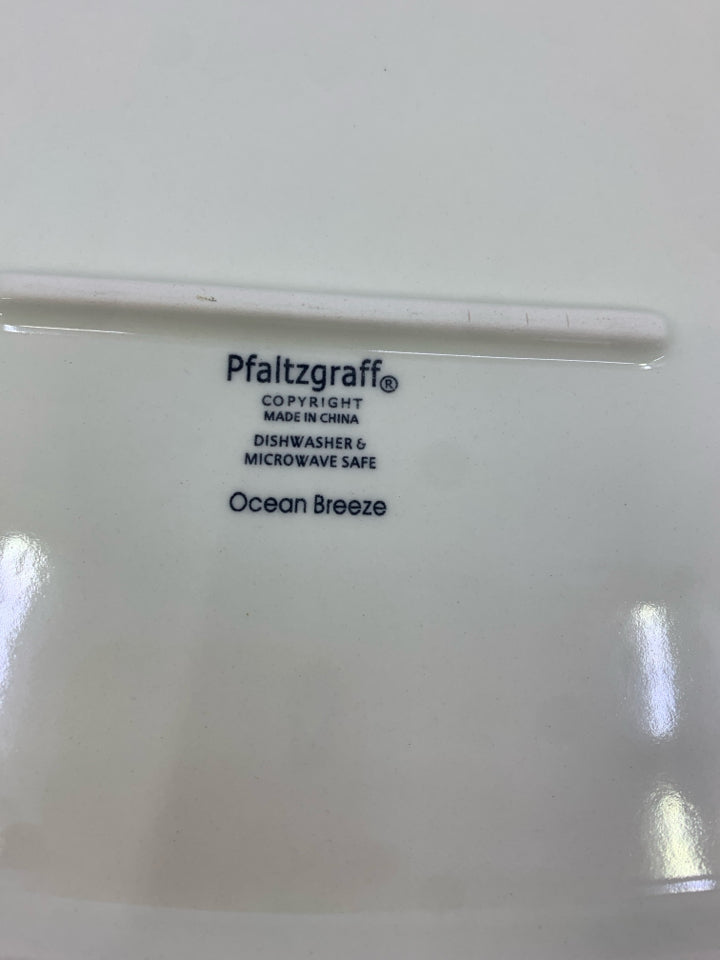 Pfaltzgraff®
COPYRIGHT
MADE IN CHINA
DISHWASHER &
MICROWAVE SAFE
Ocean Breeze